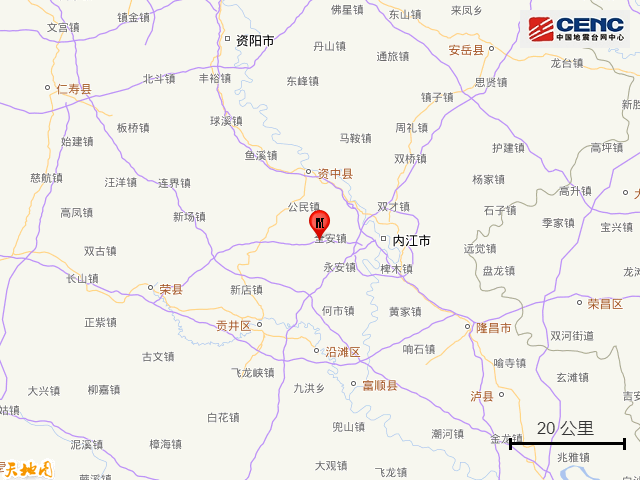 文宫镇
镇金镇
佛星镇
东山镇
来凤乡
CENC
中国地震台网中心
资阳市
丹山镇
通旅镇
安岳县
龙台镇
仁寿县
北斗镇
丰裕镇
东峰镇
思贤镇
镇子镇
板桥镇
球溪镇
马鞍镇
周礼镇
始建镇
鱼溪镇
双桥镇
护建镇
高坪镇
慈航镇
汪洋镇
连界镇
资中县
杨家镇
高升镇
高凤镇
新场镇
公民镇
双才镇
石子镇
季家镇
宝兴镇
M
双古镇
安镇
内江市
远觉镇
长山镇
永安镇
椑木镇
盘龙镇
荣县
新店镇
何市镇
黄家镇
荣昌区
正紫镇
贡井区
隆昌市
双河街道
古文镇
沿滩区
响石镇
喻寺镇
飞龙峡镇
玄滩镇
大兴镇
柳嘉镇
九洪乡
富顺县
泸县
姑镇
白花镇
兜山镇
潮河镇
金龙镇
20 公里
泥溪镇
樟海镇
大观镇
飞龙镇
兆雅镇
天地图